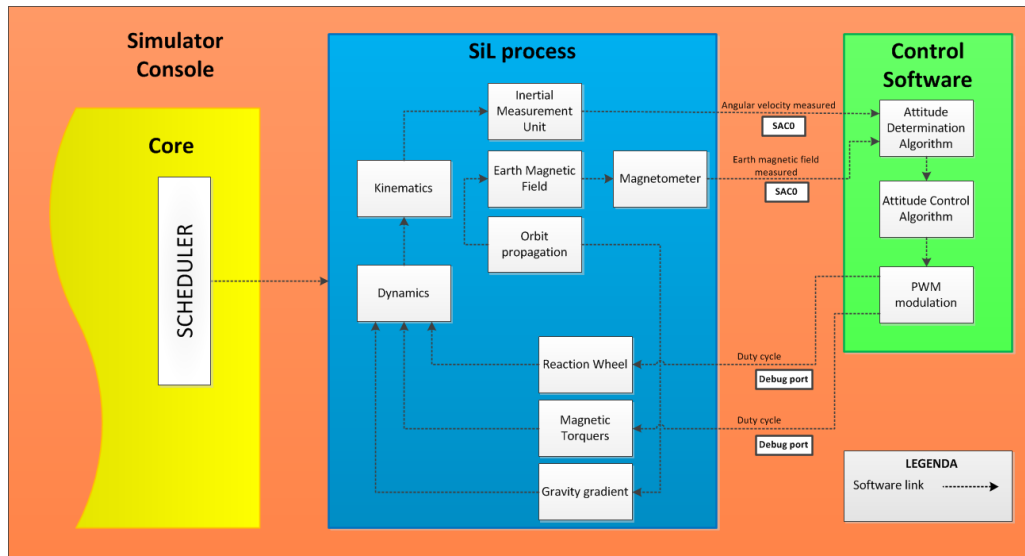 Simulator
Console
Core
SCHEDULER
SiL process
Inertial
Measurement
Unit
Kinematics
Earth Magnetic
Field
Magnetometer
Orbit
propagation
Dynamics
Reaction Wheel
Magnetic
Torquers
Gravity gradient
Angular velocity measured
SAC0
Earth magnetic field
measured
SAC0
Duty cycle
Debug port
Duty cycle
Debug port
Control
Software
Attitude
Determination
Algorithm
Attitude Control
Algorithm
PWM
modulation
LEGENDA
Software link